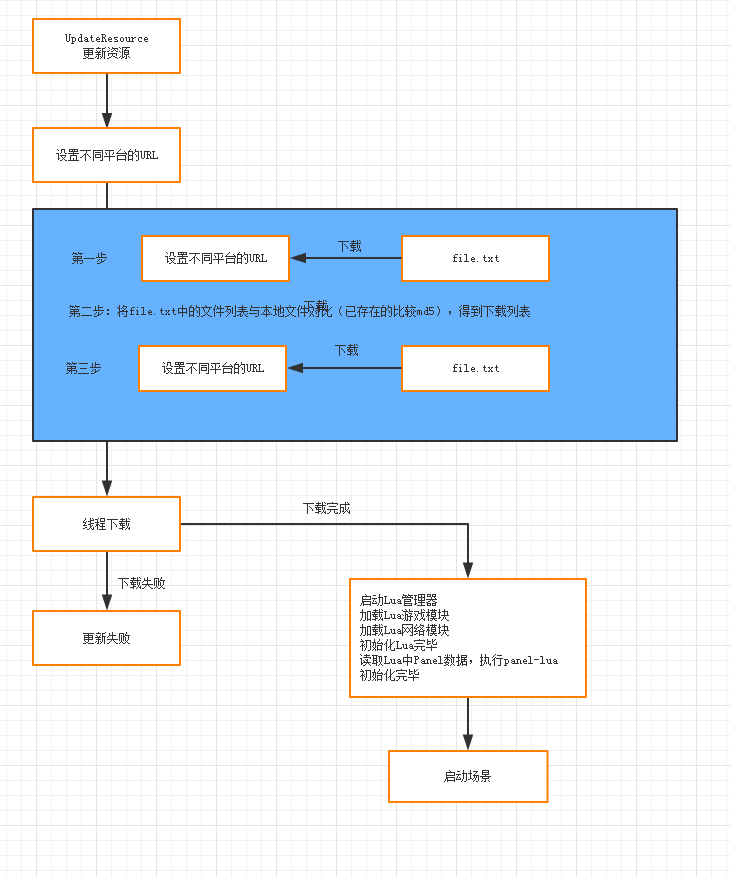 UpdateResource
更新资源
设置不同平台的URL
第一步
设置不同平台的URL
下载
file.txt
下载
第二步：将file.txt中的文件列表与本地文件对比（已存在的比较md5），得到下载列表
第三步
设置不同平台的URL
下载
file.txt
线程下载
下载完成
下载失败
更新失败
启动Lua管理器
加载Lua游戏模块
加载Lua网络模块
初始化Lua完毕
读取Lua中Panel数据，执行panel-lua
初始化完毕
启动场景